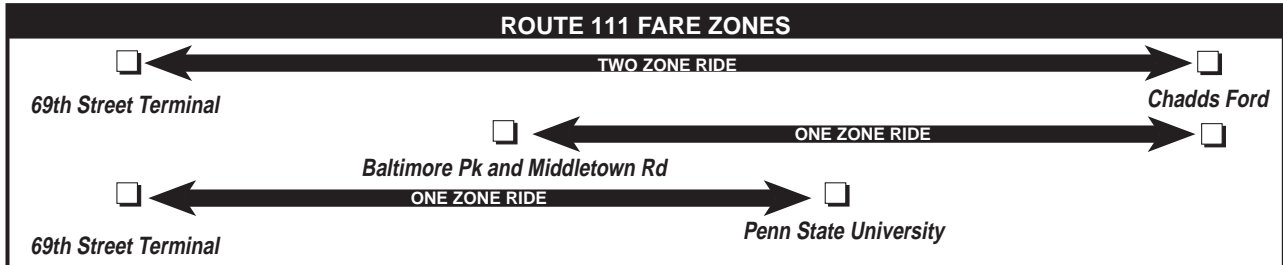 ROUTE 111 FARE ZONES
TWO ZONE RIDE
69th Street Terminal
Chadds Ford
ONE ZONE RIDE
Baltimore Pk and Middletown Rd
ONE ZONE RIDE
Penn State University
69th Street Terminal